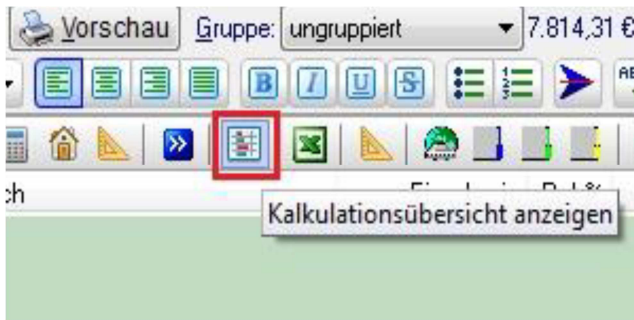 Vorschau Gruppe: ungruppiert 7.814,31 €
B I U S
Kalkulationsübersicht anzeigen